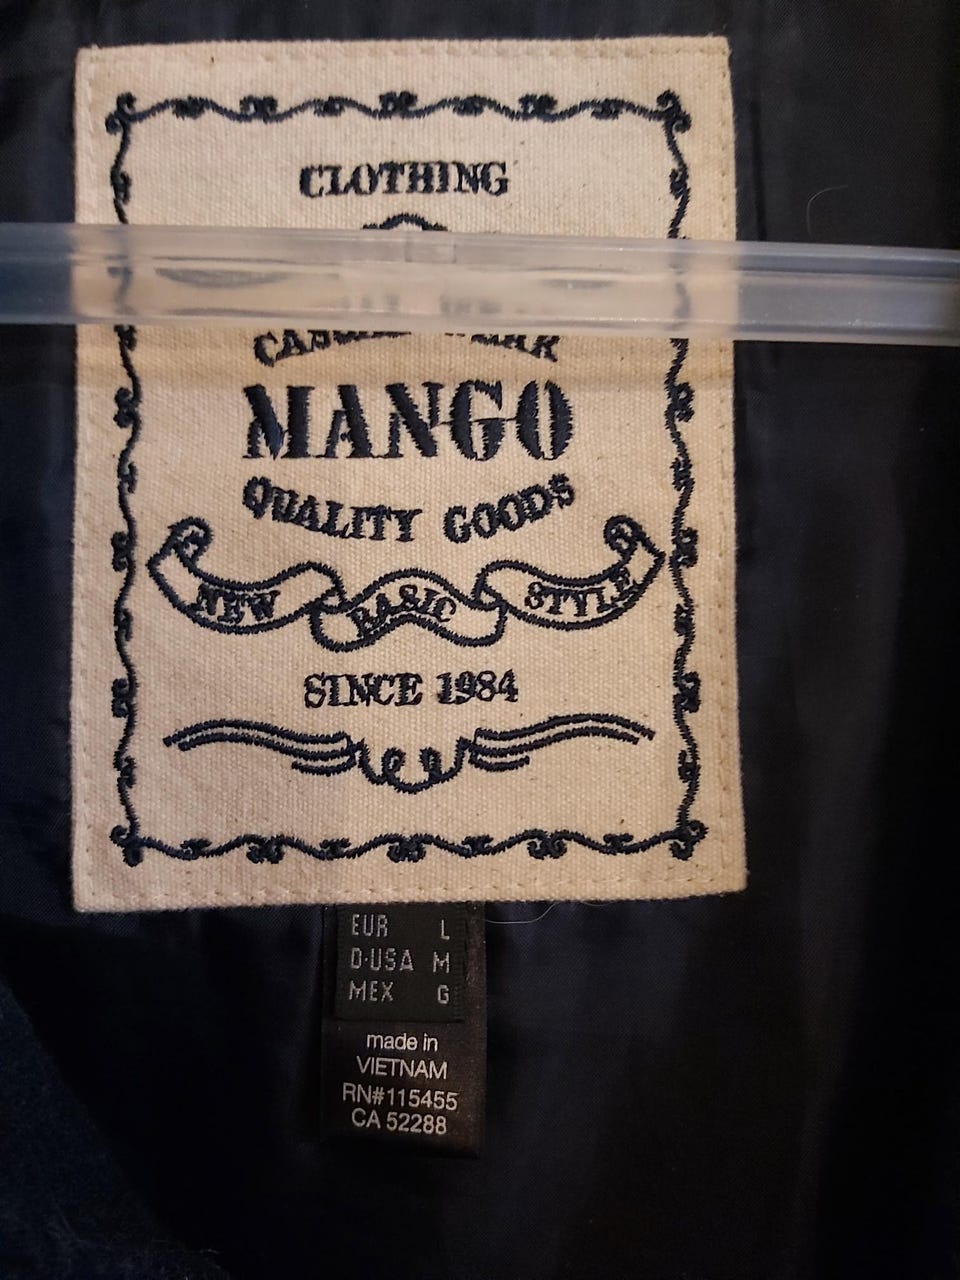 CLOTHING
MANGO
QUALITY GOODS
NEW BASIC STYLE
SINCE 1984
EUR L
D·USA M
MEX G
made in
VIETNAM
RN#115455
CA 52288